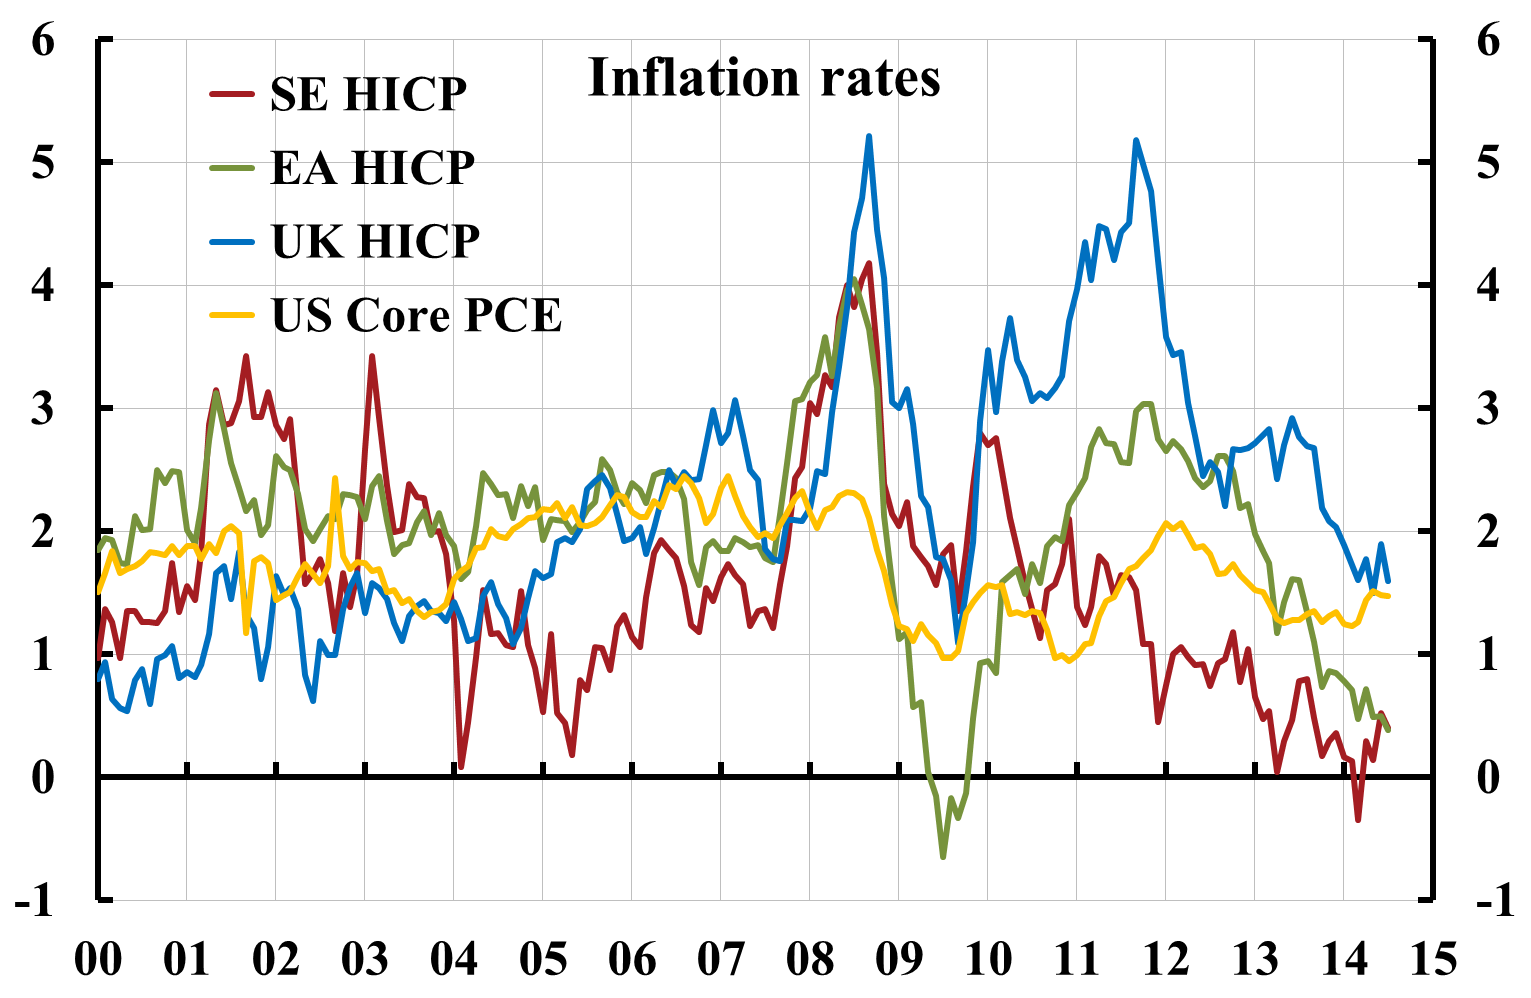 Inflation rates
SE HICP
EA HICP
UK HICP
US Core PCE
6 6
5 5
4 4
3 3
2 2
1 1
0 0
-1 -1
00 01 02 03 04 05 06 07 08 09 10 11 12 13 14 15